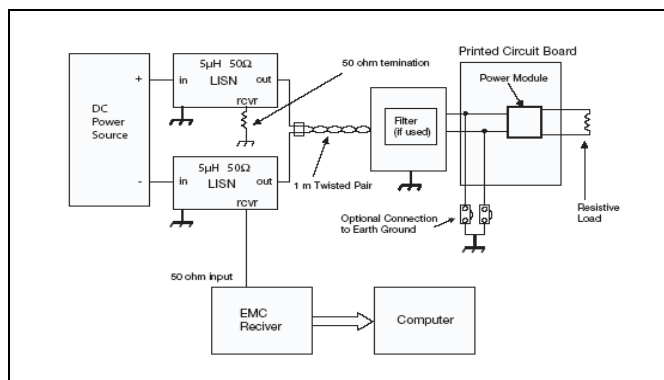 50 ohm temination
Printed Circuit Board
5μH 50Ω
LISN
in
out
rcvr
Power
Module
+
DC
Power
Source
Filter
(if used)
5μH 50Ω
LISN
-
in
out
rcvr
1 m Twisted Pair
Optional Connection
to Earth Ground
Resistive
Load
50 ohm input
EMC
Reciver
Computer